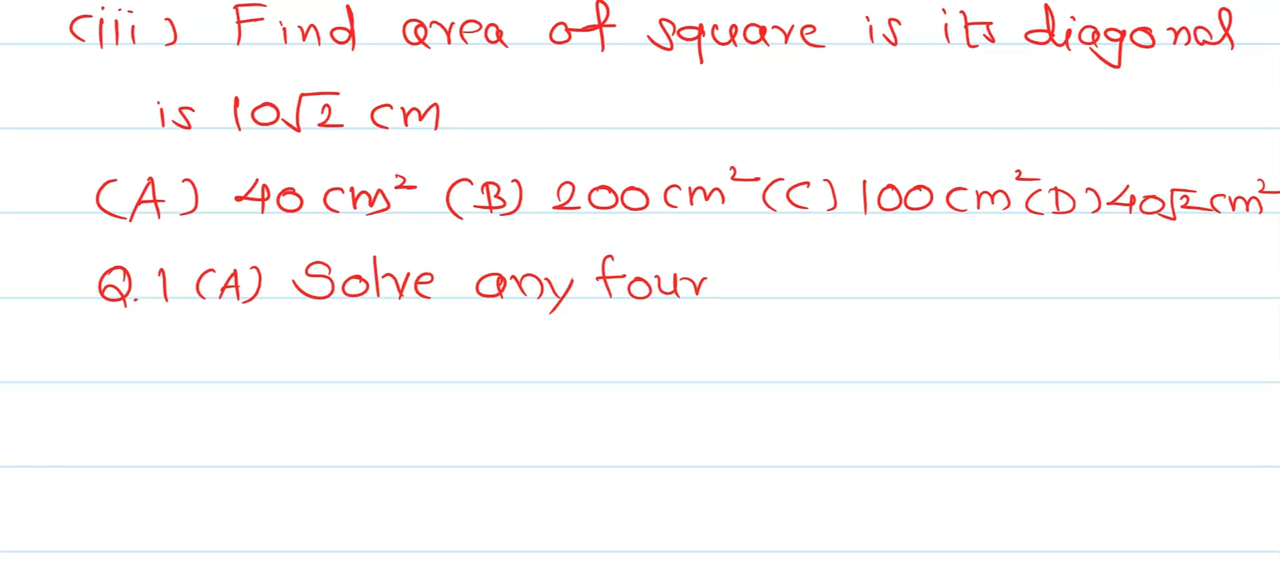 (iii) Find area of square is its diagonal
is 10√2 cm
(A) 40 cm² (B) 200 cm² (C) 100 cm² (D) 40√2 cm²
Q.1 (A) Solve any four